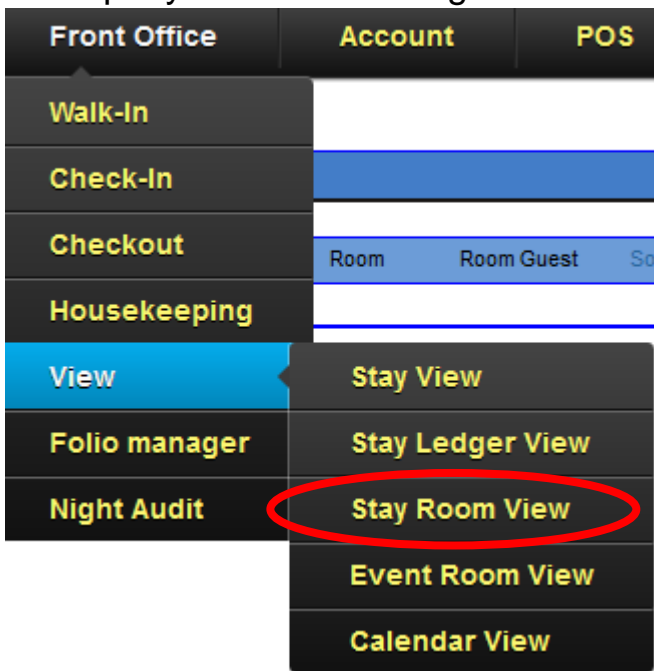 Front Office Account POS
Walk-In
Check-In
Checkout
Room Room Guest So
Housekeeping
View Stay View
Folio manager Stay Ledger View
Night Audit Stay Room View
Event Room View
Calendar View